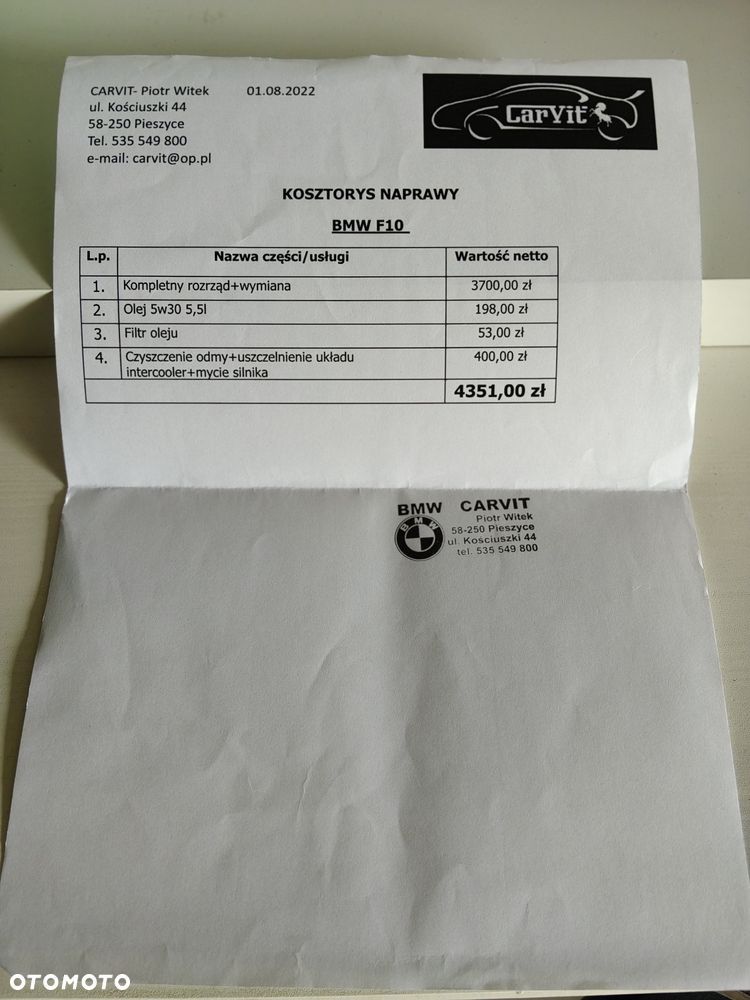 CARVIT- Piotr Witek 01.08.2022
ul. Kościuszki 44
58-250 Pieszyce
Tel. 535 549 800
e-mail: carvit@op.pl
CarVit
KOSZTORYS NAPRAWY
BMW F10
L.p. Nazwa części/usługi Wartość netto
1. Kompletny rozrząd+wymiana 3700,00 zł
2. Olej 5w30 5,5l 198,00 zł
3. Filtr oleju 53,00 zł
4. Czyszczenie odmy+uszczelnienie układu 400,00 zł
intercooler+mycie silnika
4351,00 zł
BMW CARVIT
Piotr Witek
58-250 Pieszyce
ul. Kościuszki 44
tel. 535 549 800
BMW
OTOMOTO